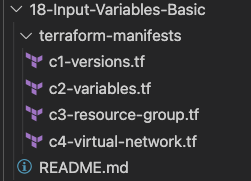 18-Input-Variables-Basic
terraform-manifests
c1-versions.tf
c2-variables.tf
c3-resource-group.tf
c4-virtual-network.tf
README.md